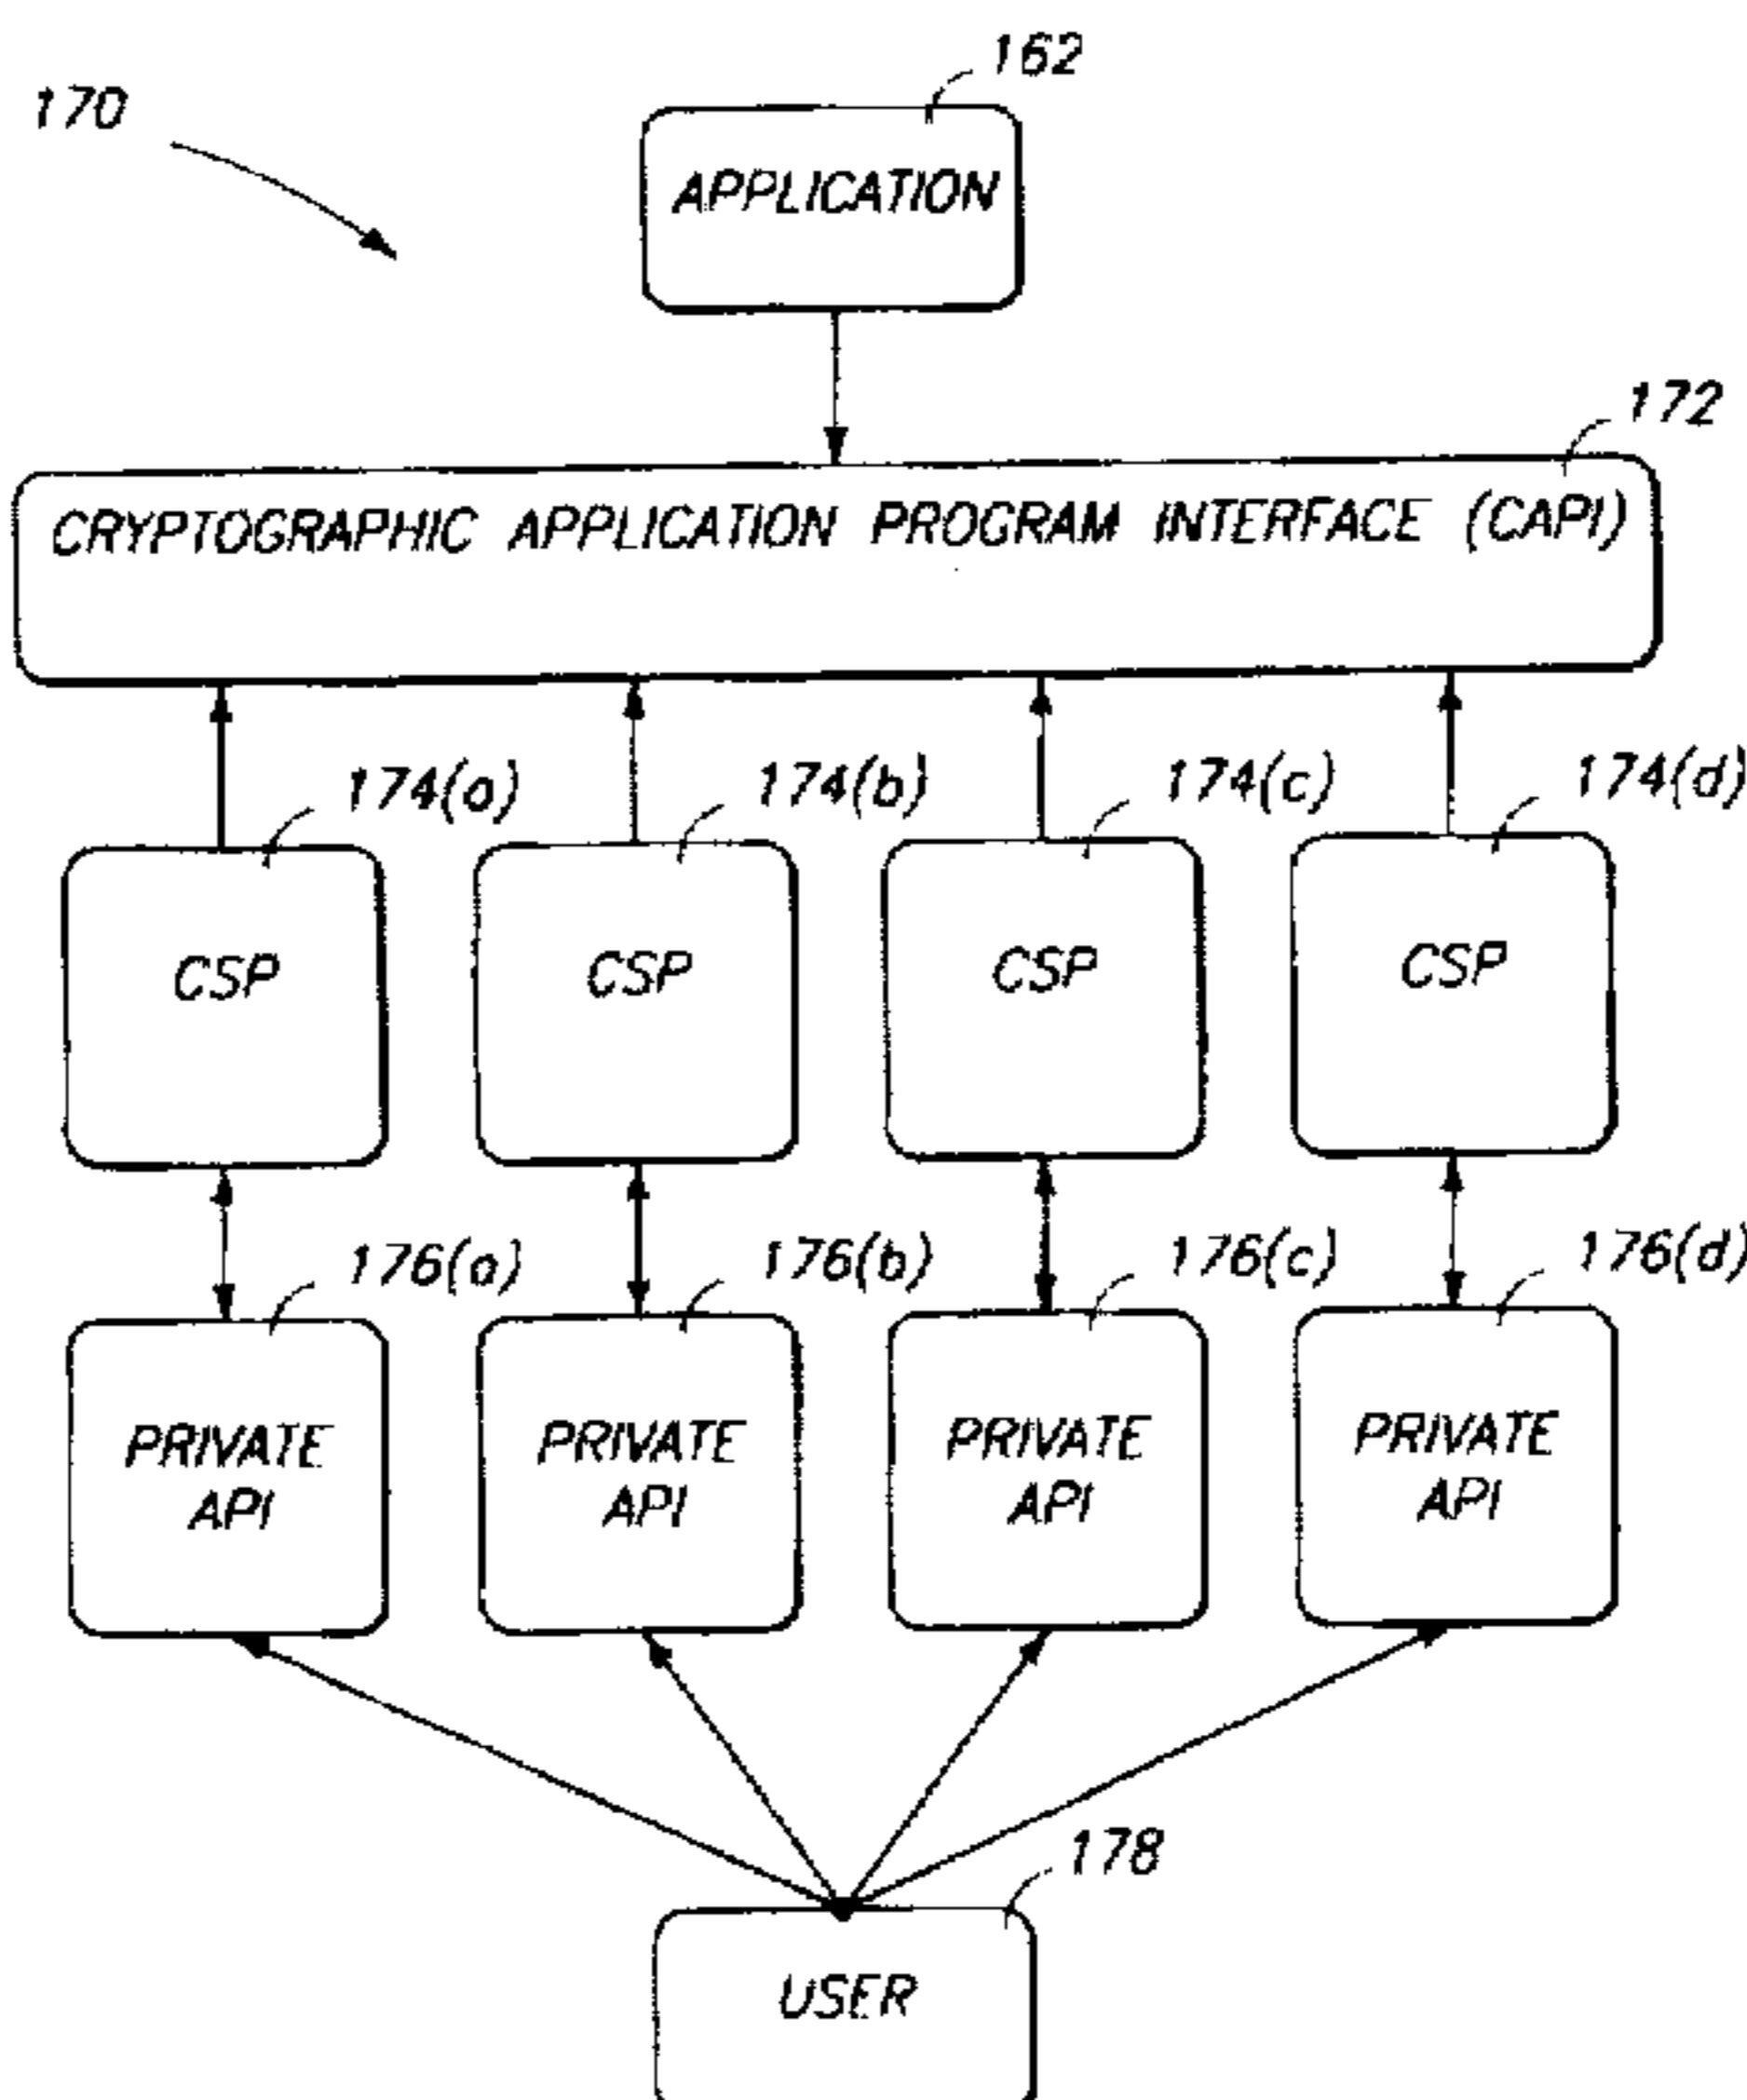 162
170
APPLICATION
172
CRYPTOGRAPHIC APPLICATION PROGRAM INTERFACE (CAPI)
174(a) 174(b) 174(c) 174(d)
CSP CSP CSP CSP
176(a) 176(b) 176(c) 176(d)
PRIVATE PRIVATE PRIVATE PRIVATE
API API API API
178
USER